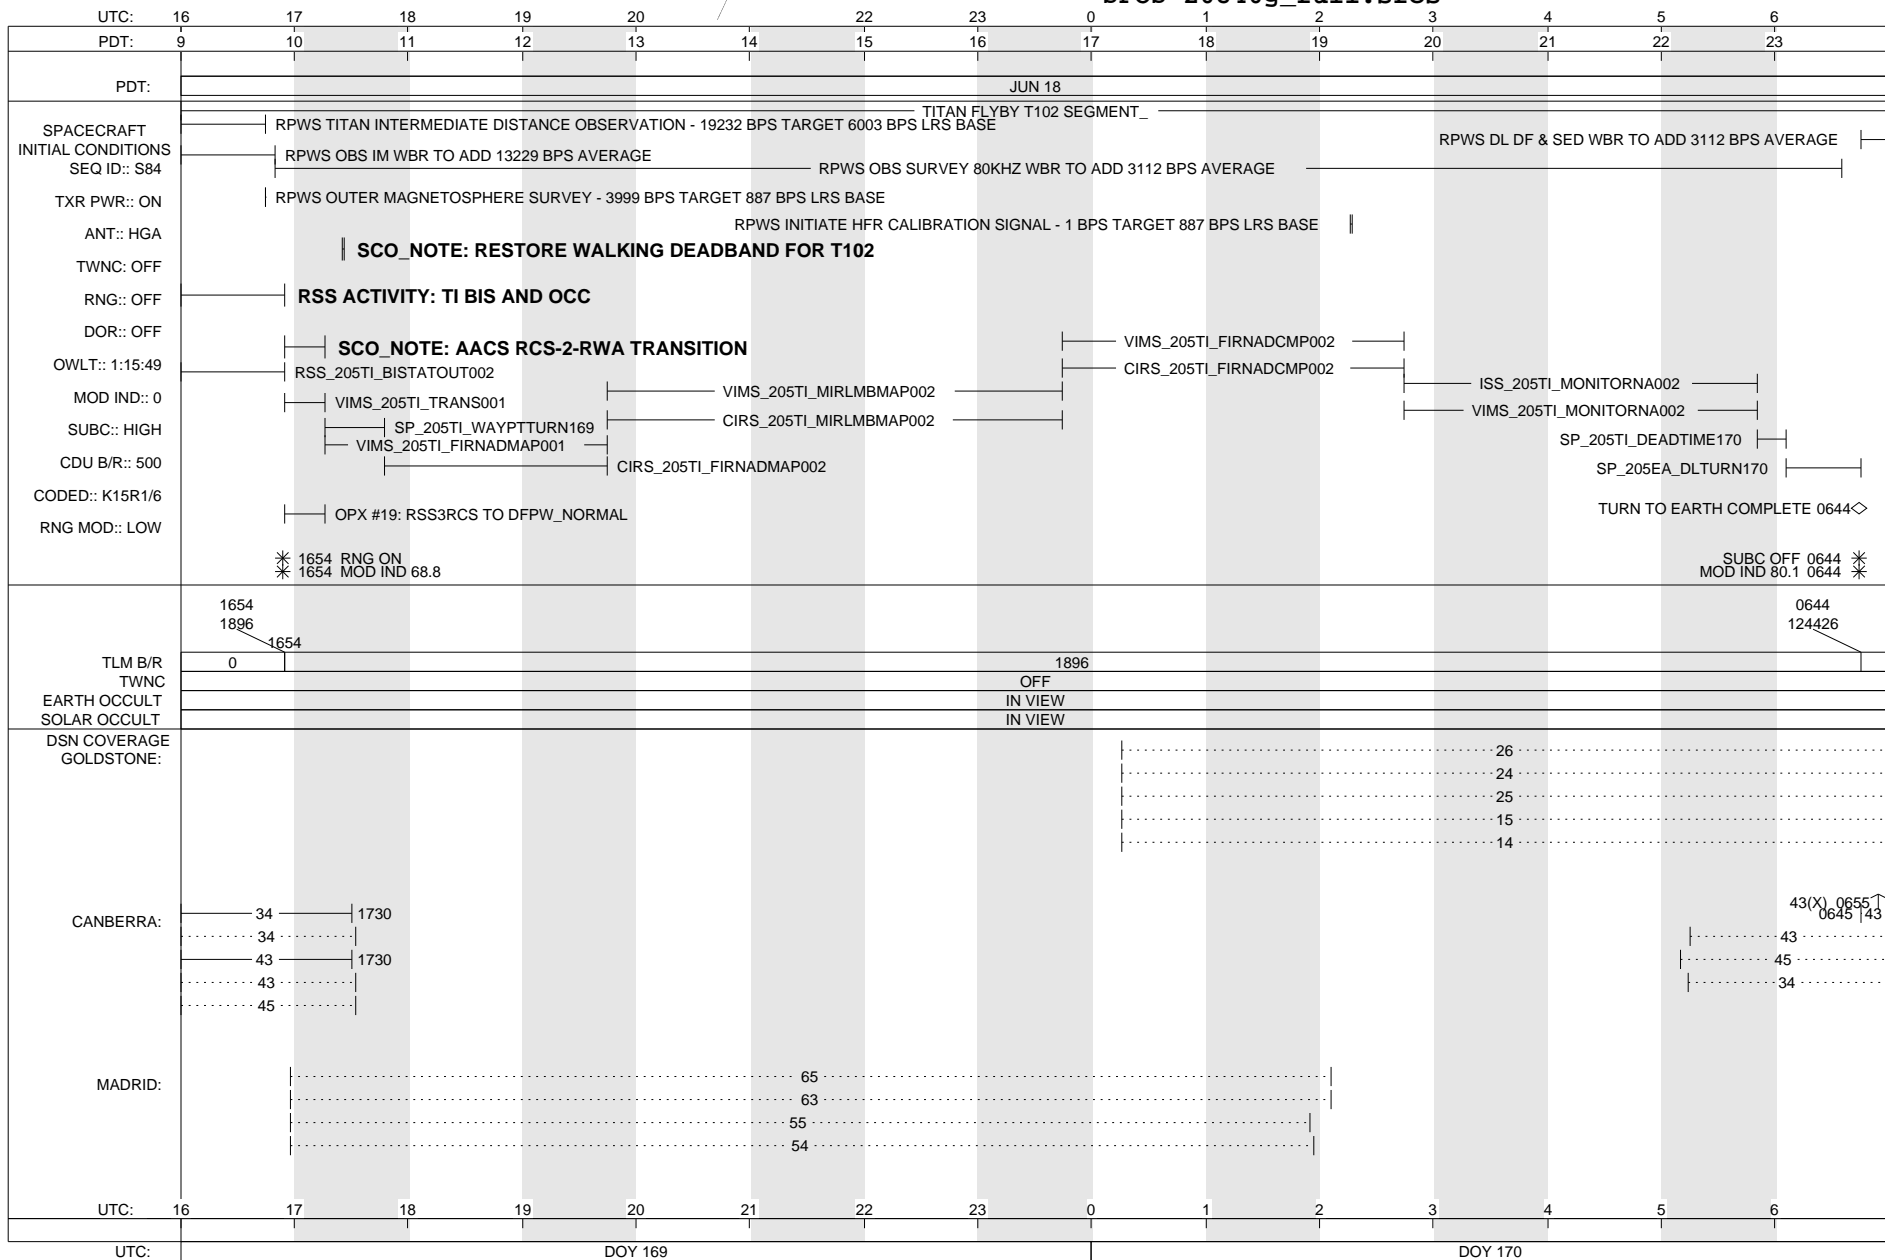 UTC: 16 17 18 19 20 22 23 0 1 2 3 4 5 6
PDT: 9 10 11 12 13 14 15 16 17 18 19 20 21 22 23
PDT: JUN 18
TITAN FLYBY T102 SEGMENT_
SPACECRAFT
INITIAL CONDITIONS
SEQ ID:: S84
TXR PWR:: ON
ANT:: HGA
TWNC: OFF
RNG:: OFF
DOR:: OFF
OWLT:: 1:15:49
MOD IND:: 0
SUBC:: HIGH
CDU B/R:: 500
CODED:: K15R1/6
RNG MOD:: LOW
RPWS TITAN INTERMEDIATE DISTANCE OBSERVATION - 19232 BPS TARGET 6003 BPS LRS BASE
RPWS DL DF & SED WBR TO ADD 3112 BPS AVERAGE
RPWS OBS IM WBR TO ADD 13229 BPS AVERAGE
RPWS OBS SURVEY 80KHZ WBR TO ADD 3112 BPS AVERAGE
RPWS OUTER MAGNETOSPHERE SURVEY - 3999 BPS TARGET 887 BPS LRS BASE
RPWS INITIATE HFR CALIBRATION SIGNAL - 1 BPS TARGET 887 BPS LRS BASE
SCO_NOTE: RESTORE WALKING DEADBAND FOR T102
RSS ACTIVITY: TI BIS AND OCC
VIMS_205TI_FIRNADCMP002
SCO_NOTE: AACS RCS-2-RWA TRANSITION
CIRS_205TI_FIRNADCMP002
RSS_205TI_BISTATOUT002
ISS_205TI_MONITORNA002
VIMS_205TI_MIRLMBMAP002
VIMS_205TI_TRANS001
VIMS_205TI_MONITORNA002
CIRS_205TI_MIRLMBMAP002
SP_205TI_WAYPTTURN169
SP_205TI_DEADTIME170
VIMS_205TI_FIRNADMAP001
CIRS_205TI_FIRNADMAP002
SP_205EA_DLTURN170
TURN TO EARTH COMPLETE 0644
OPX #19: RSS3RCS TO DFPW_NORMAL
1654 RNG ON
SUBC OFF 0644
1654 MOD IND 68.8
MOD IND 80.1 0644
1654
0644
1896
124426
1654
TLM B/R 0 1896
TWNC OFF
EARTH OCCULT IN VIEW
SOLAR OCCULT IN VIEW
DSN COVERAGE
GOLDSTONE:
26
24
25
15
14
CANBERRA:
34 1730
43(X) 0655
0645 43
34
43
43 1730
45
43
34
45
MADRID:
65
63
55
54
UTC: 16 17 18 19 20 21 22 23 0 1 2 3 4 5 6
UTC: DOY 169 DOY 170